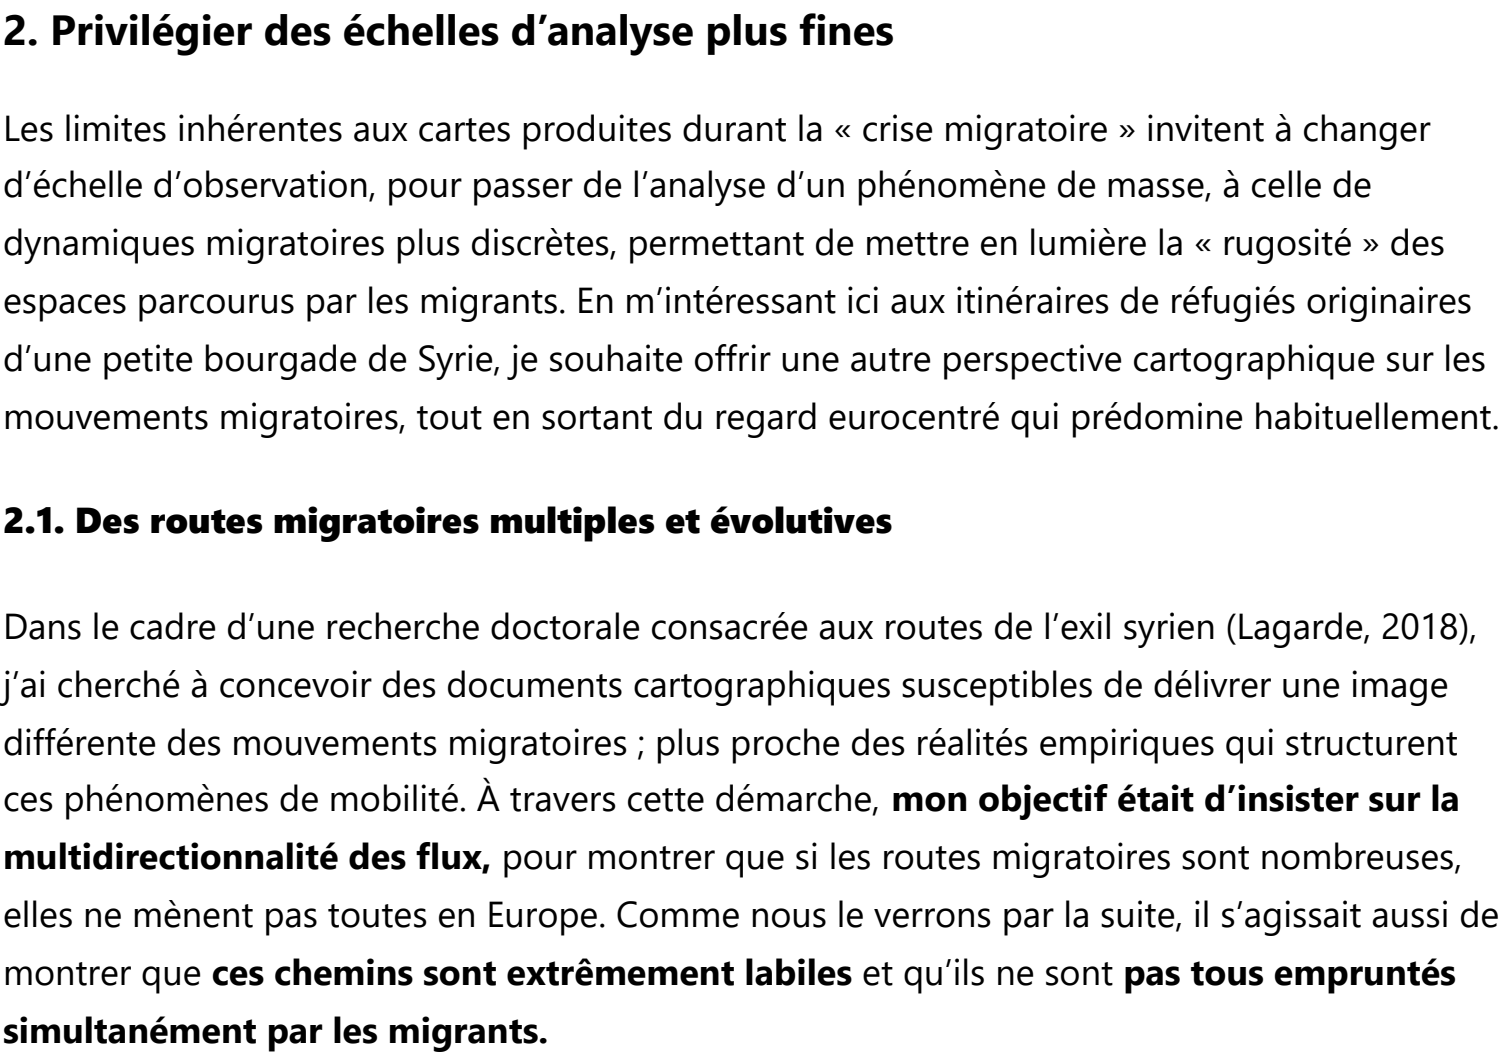 2. Privilégier des échelles d’analyse plus fines
Les limites inhérentes aux cartes produites durant la « crise migratoire » invitent à changer
d’échelle d’observation, pour passer de l’analyse d’un phénomène de masse, à celle de
dynamiques migratoires plus discrètes, permettant de mettre en lumière la « rugosité » des
espaces parcourus par les migrants. En m’intéressant ici aux itinéraires de réfugiés originaires
d’une petite bourgade de Syrie, je souhaite offrir une autre perspective cartographique sur les
mouvements migratoires, tout en sortant du regard eurocentré qui prédomine habituellement.
2.1. Des routes migratoires multiples et évolutives
Dans le cadre d’une recherche doctorale consacrée aux routes de l’exil syrien (Lagarde, 2018),
j’ai cherché à concevoir des documents cartographiques susceptibles de délivrer une image
différente des mouvements migratoires ; plus proche des réalités empiriques qui structurent
ces phénomènes de mobilité. À travers cette démarche, mon objectif était d’insister sur la
multidirectionnalité des flux, pour montrer que si les routes migratoires sont nombreuses,
elles ne mènent pas toutes en Europe. Comme nous le verrons par la suite, il s’agissait aussi de
montrer que ces chemins sont extrêmement labiles et qu’ils ne sont pas tous empruntés
simultanément par les migrants.